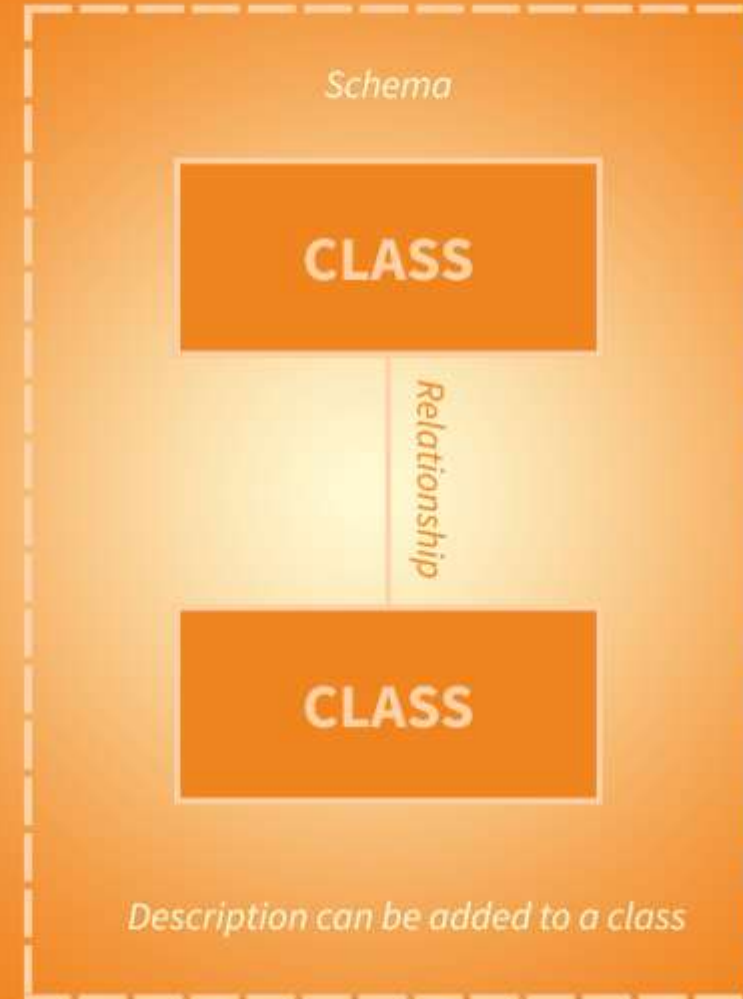 Schema
CLASS
Relationship
CLASS
Description can be added to a class